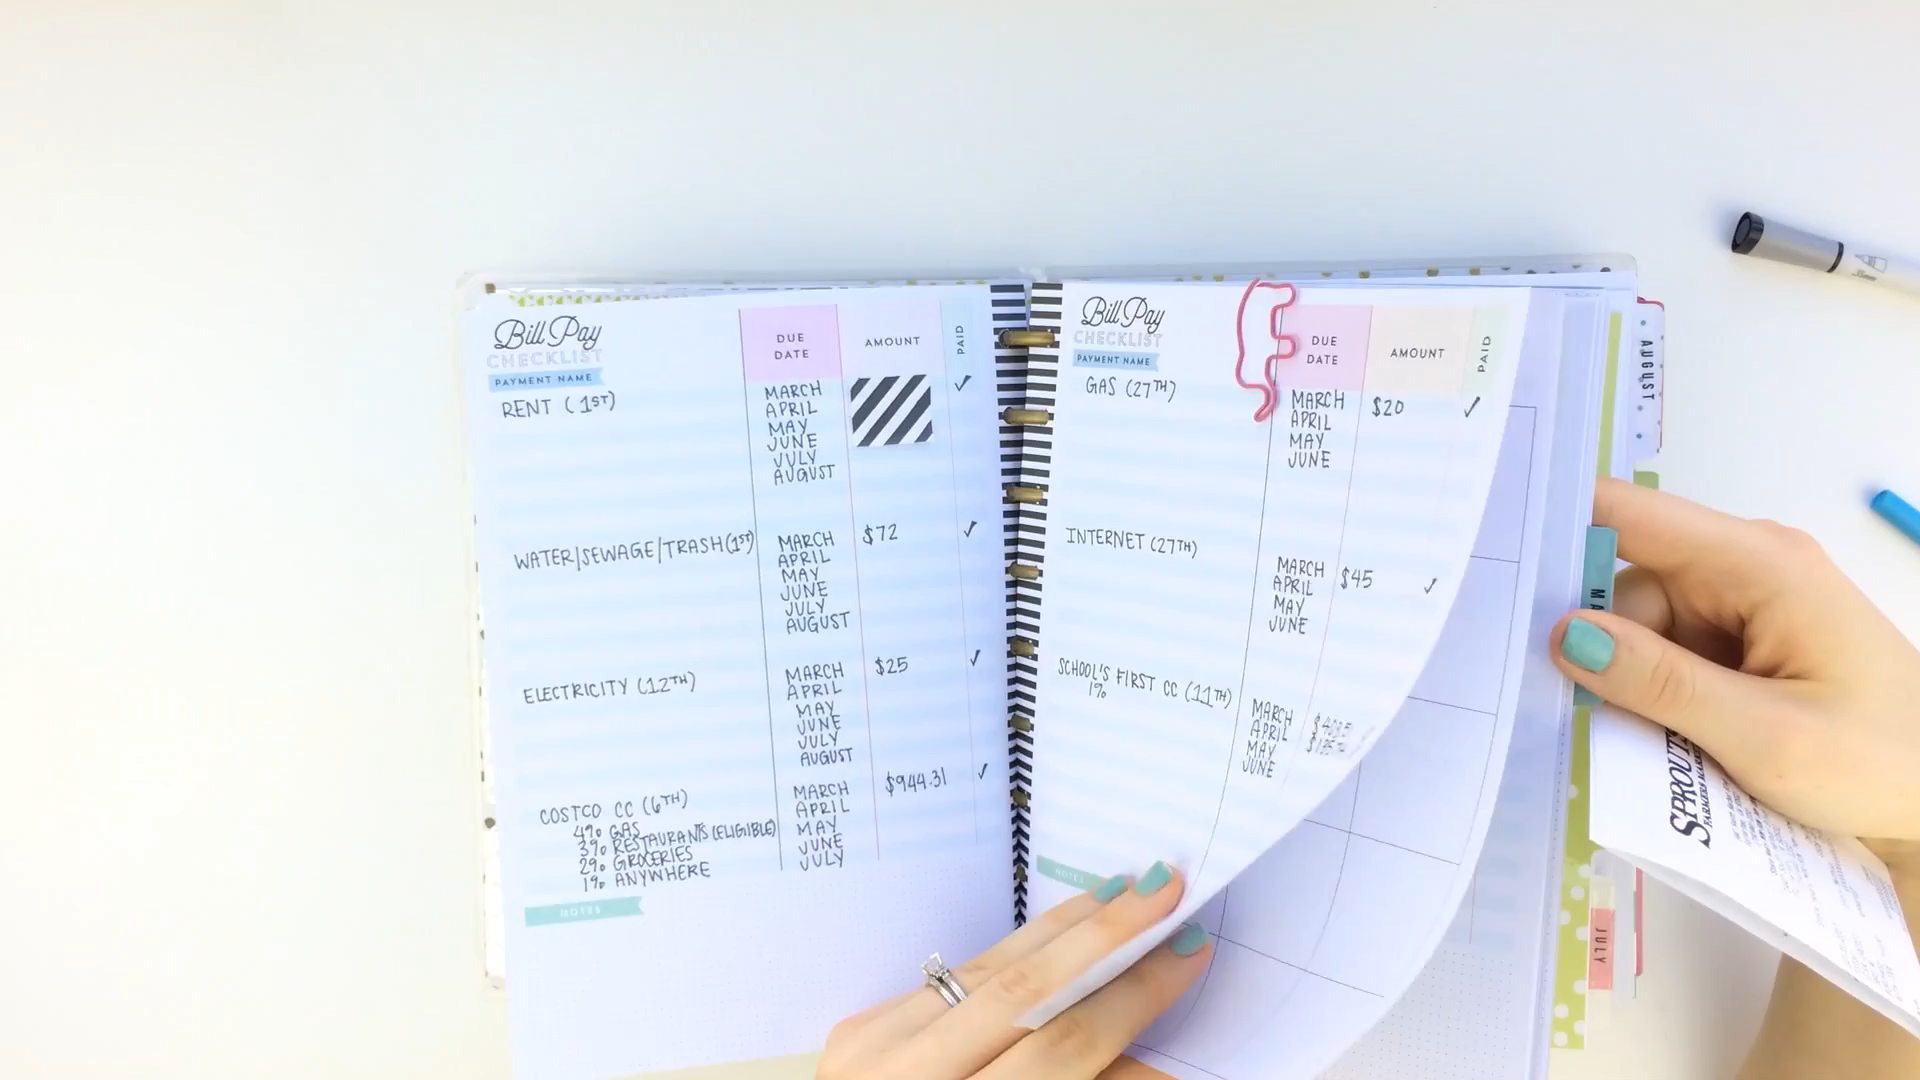 Bill Pay
CHECKLIST
PAYMENT NAME
DUE
DATE
AMOUNT
PAID
RENT (1ST)
MARCH
APRIL
MAY
JUNE
JULY
AUGUST
✓
WATER/SEWAGE/TRASH(1ST)
MARCH
APRIL
MAY
JUNE
JULY
AUGUST
$72
✓
ELECTRICITY (12TH)
MARCH
APRIL
MAY
JUNE
JULY
AUGUST
$25
✓
COSTCO CC (6TH)
4% GAS
3% RESTAURANTS (ELIGIBLE)
2% GROCERIES
1% ANYWHERE
MARCH
APRIL
MAY
JUNE
JULY
$944.31
✓
NOTES
Bill Pay
CHECKLIST
PAYMENT NAME
DUE
DATE
AMOUNT
PAID
GAS (27TH)
MARCH
APRIL
MAY
JUNE
$20
✓
INTERNET (27TH)
MARCH
APRIL
MAY
JUNE
$45
✓
SCHOOL'S FIRST CC (11TH)
1%
MARCH
APRIL
MAY
JUNE
NOTES
AUGUST
MA
JULY
SPROUTS
FARMERS MARKET